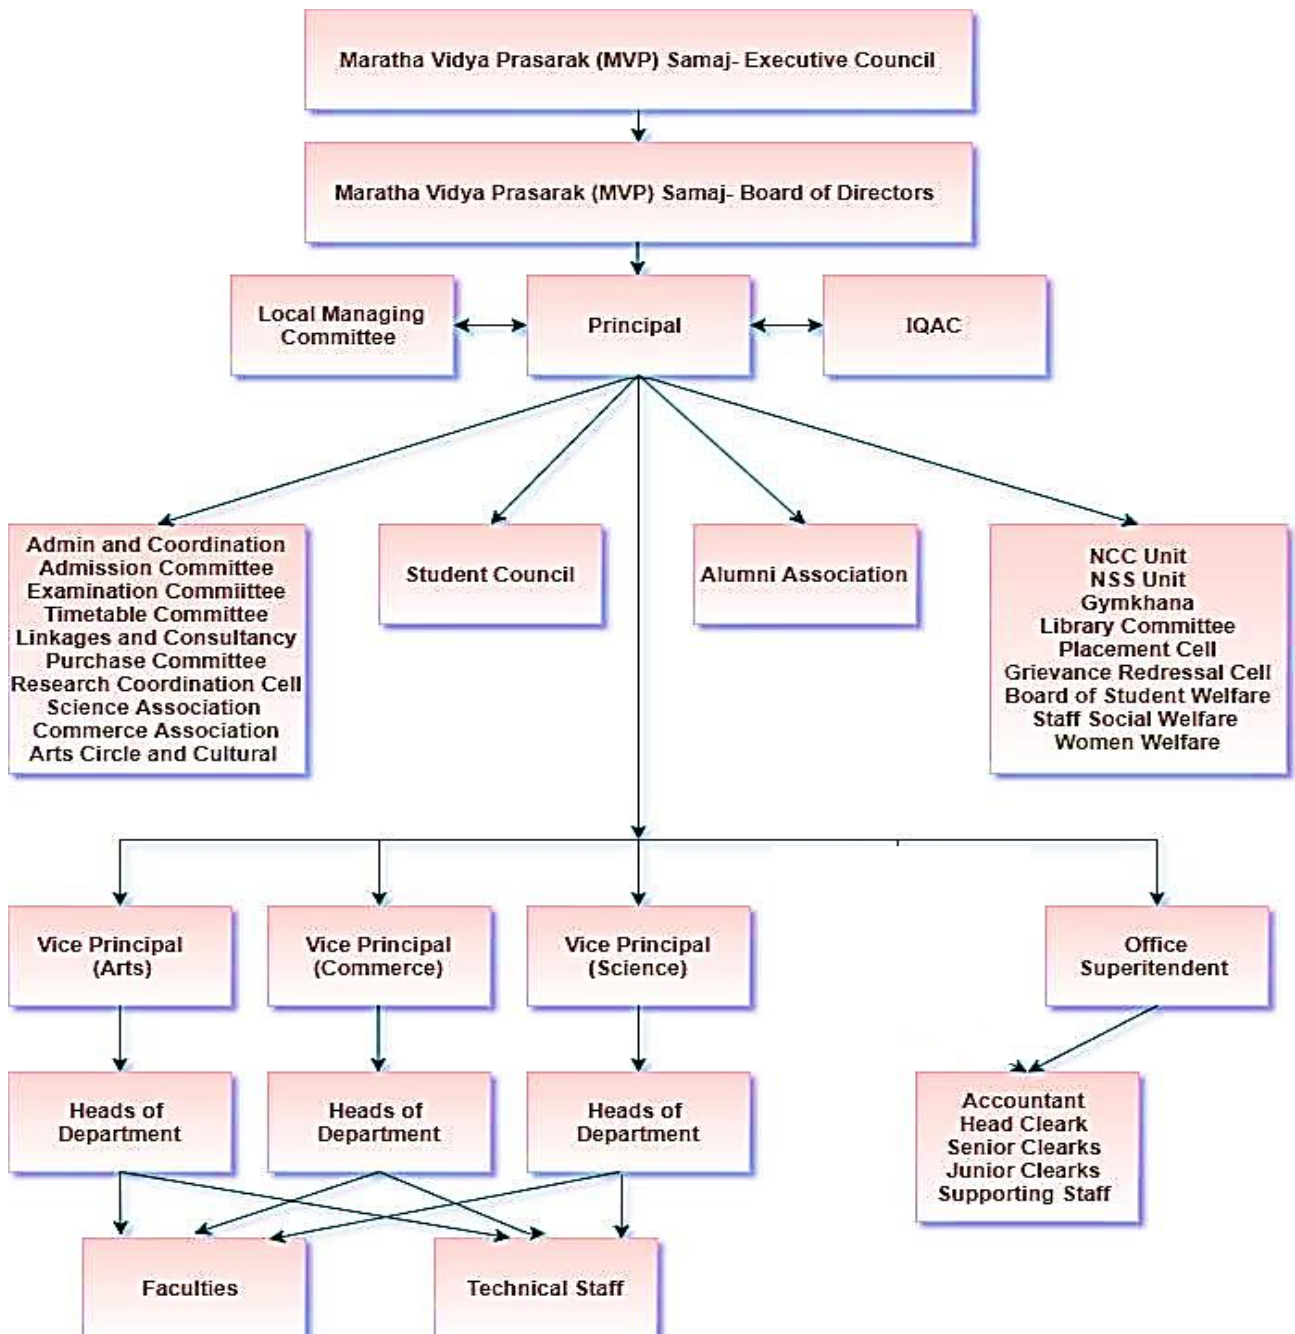 Maratha Vidya Prasarak (MVP) Samaj- Executive Council
Maratha Vidya Prasarak (MVP) Samaj- Board of Directors
Local Managing
Committee
Principal
IQAC
Admin and Coordination
Admission Committee
Examination Commiittee
Timetable Committee
Linkages and Consultancy
Purchase Committee
Research Coordination Cell
Science Association
Commerce Association
Arts Circle and Cultural
Student Council
Alumni Association
NCC Unit
NSS Unit
Gymkhana
Library Committee
Placement Cell
Grievance Redressal Cell
Board of Student Welfare
Staff Social Welfare
Women Welfare
Vice Principal
(Arts)
Vice Principal
(Commerce)
Vice Principal
(Science)
Office
Superitendent
Heads of
Department
Heads of
Department
Heads of
Department
Accountant
Head Cleark
Senior Clearks
Junior Clearks
Supporting Staff
Faculties
Technical Staff